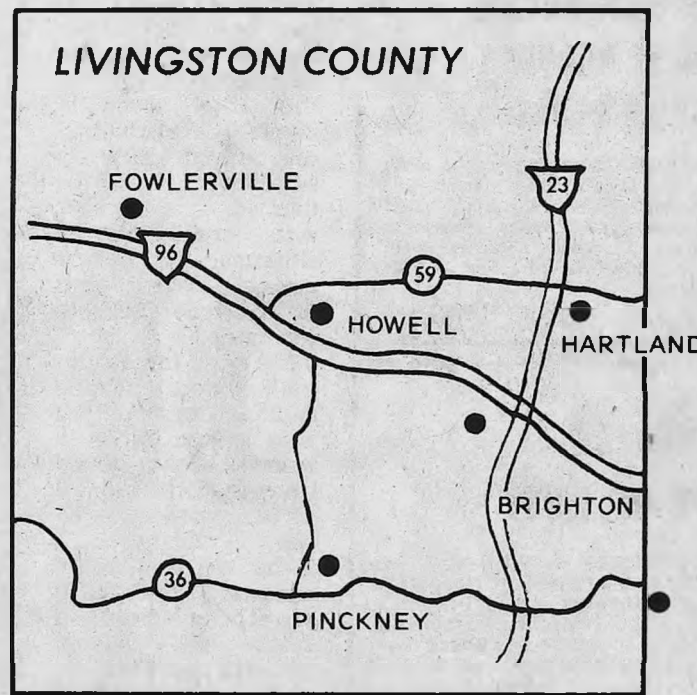 LIVINGSTON COUNTY
23
FOWLERVILLE
96
59
HOWELL
HARTLAND
BRIGHTON
36
PINCKNEY